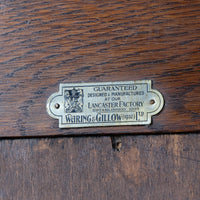 GUARANTEED
DESIGNED & MANUFACTURED
AT OUR
LANCASTER FACTORY
WARING & GILLOW (1932) LTD